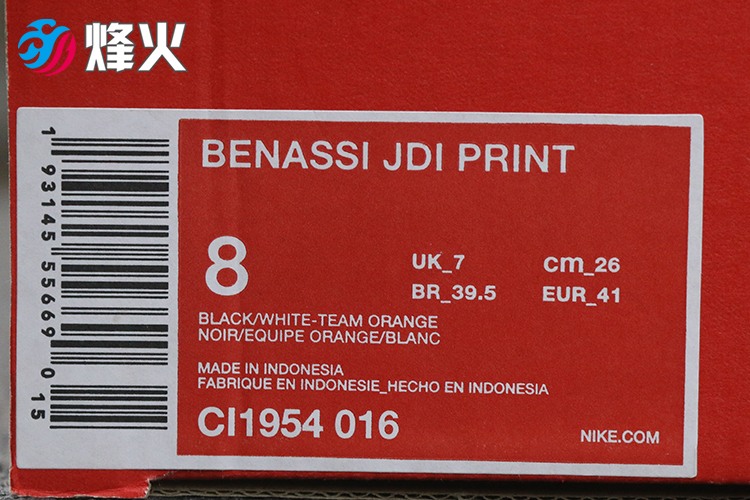 烽火
BENASSI JDI PRINT
8
UK_7 cm_26
BR_39.5 EUR_41
BLACK/WHITE-TEAM ORANGE
NOIR/EQUIPE ORANGE/BLANC
MADE IN INDONESIA
FABRIQUE EN INDONESIE_HECHO EN INDONESIA
CI1954 016
NIKE.COM
1 93145 55669 0 15